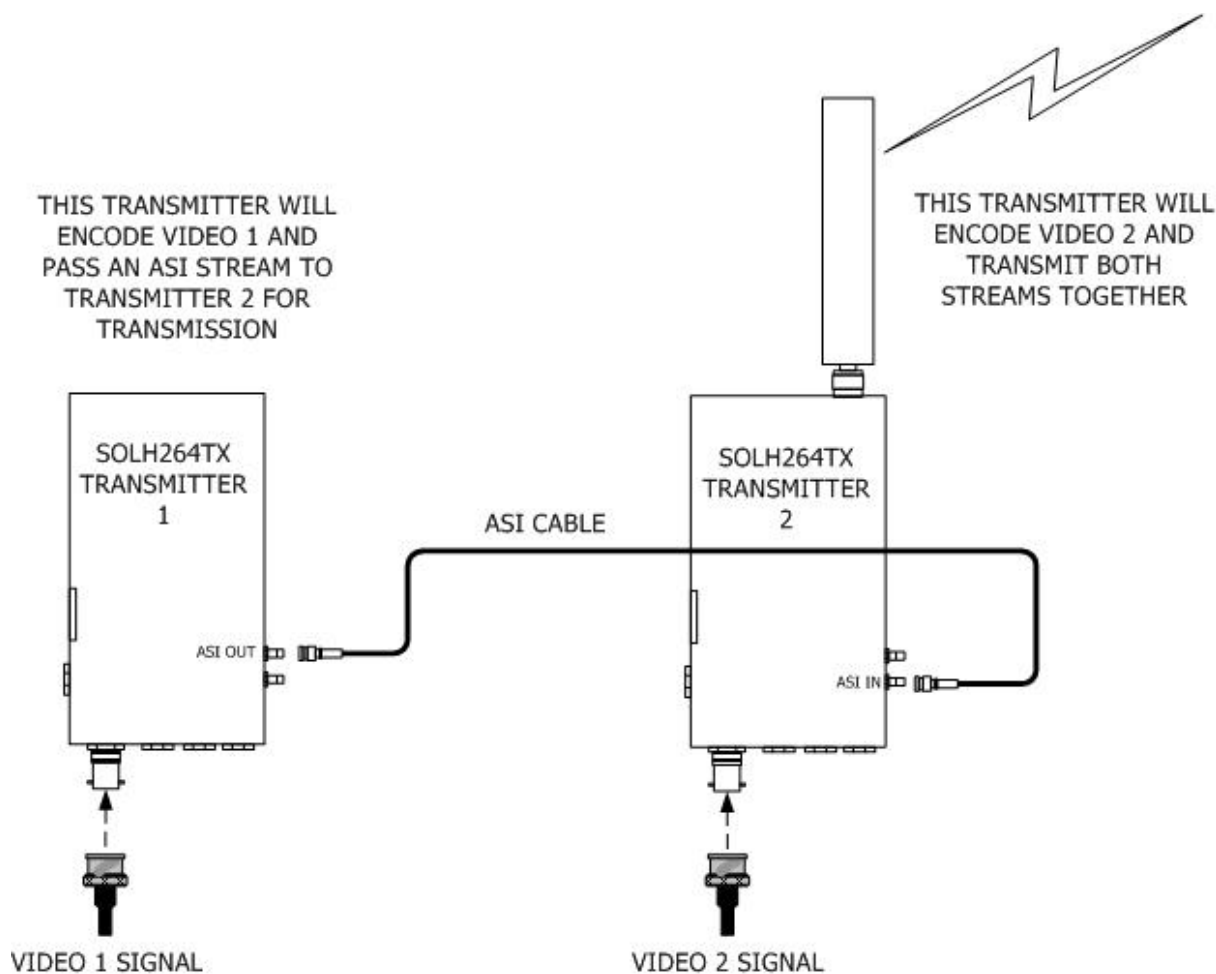 THIS TRANSMITTER WILL
ENCODE VIDEO 1 AND
PASS AN ASI STREAM TO
TRANSMITTER 2 FOR
TRANSMISSION
THIS TRANSMITTER WILL
ENCODE VIDEO 2 AND
TRANSMIT BOTH
STREAMS TOGETHER
SOLH264TX
TRANSMITTER
1
SOLH264TX
TRANSMITTER
2
ASI CABLE
ASI OUT
ASI IN
VIDEO 1 SIGNAL
VIDEO 2 SIGNAL